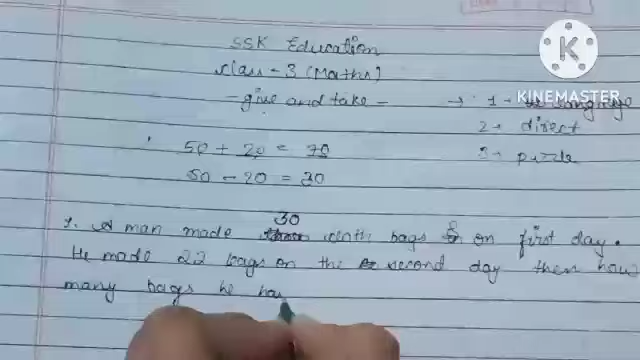 SSK Education
KINEMASTER
class - 3 (Maths)
- give and take - → 1 → language
2 → direct
50 + 20 = 70
3 → puzzle
50 - 20 = 30
30
1. A man made bags on first day.
He made 22 bags on the second day then how
many bags he ha